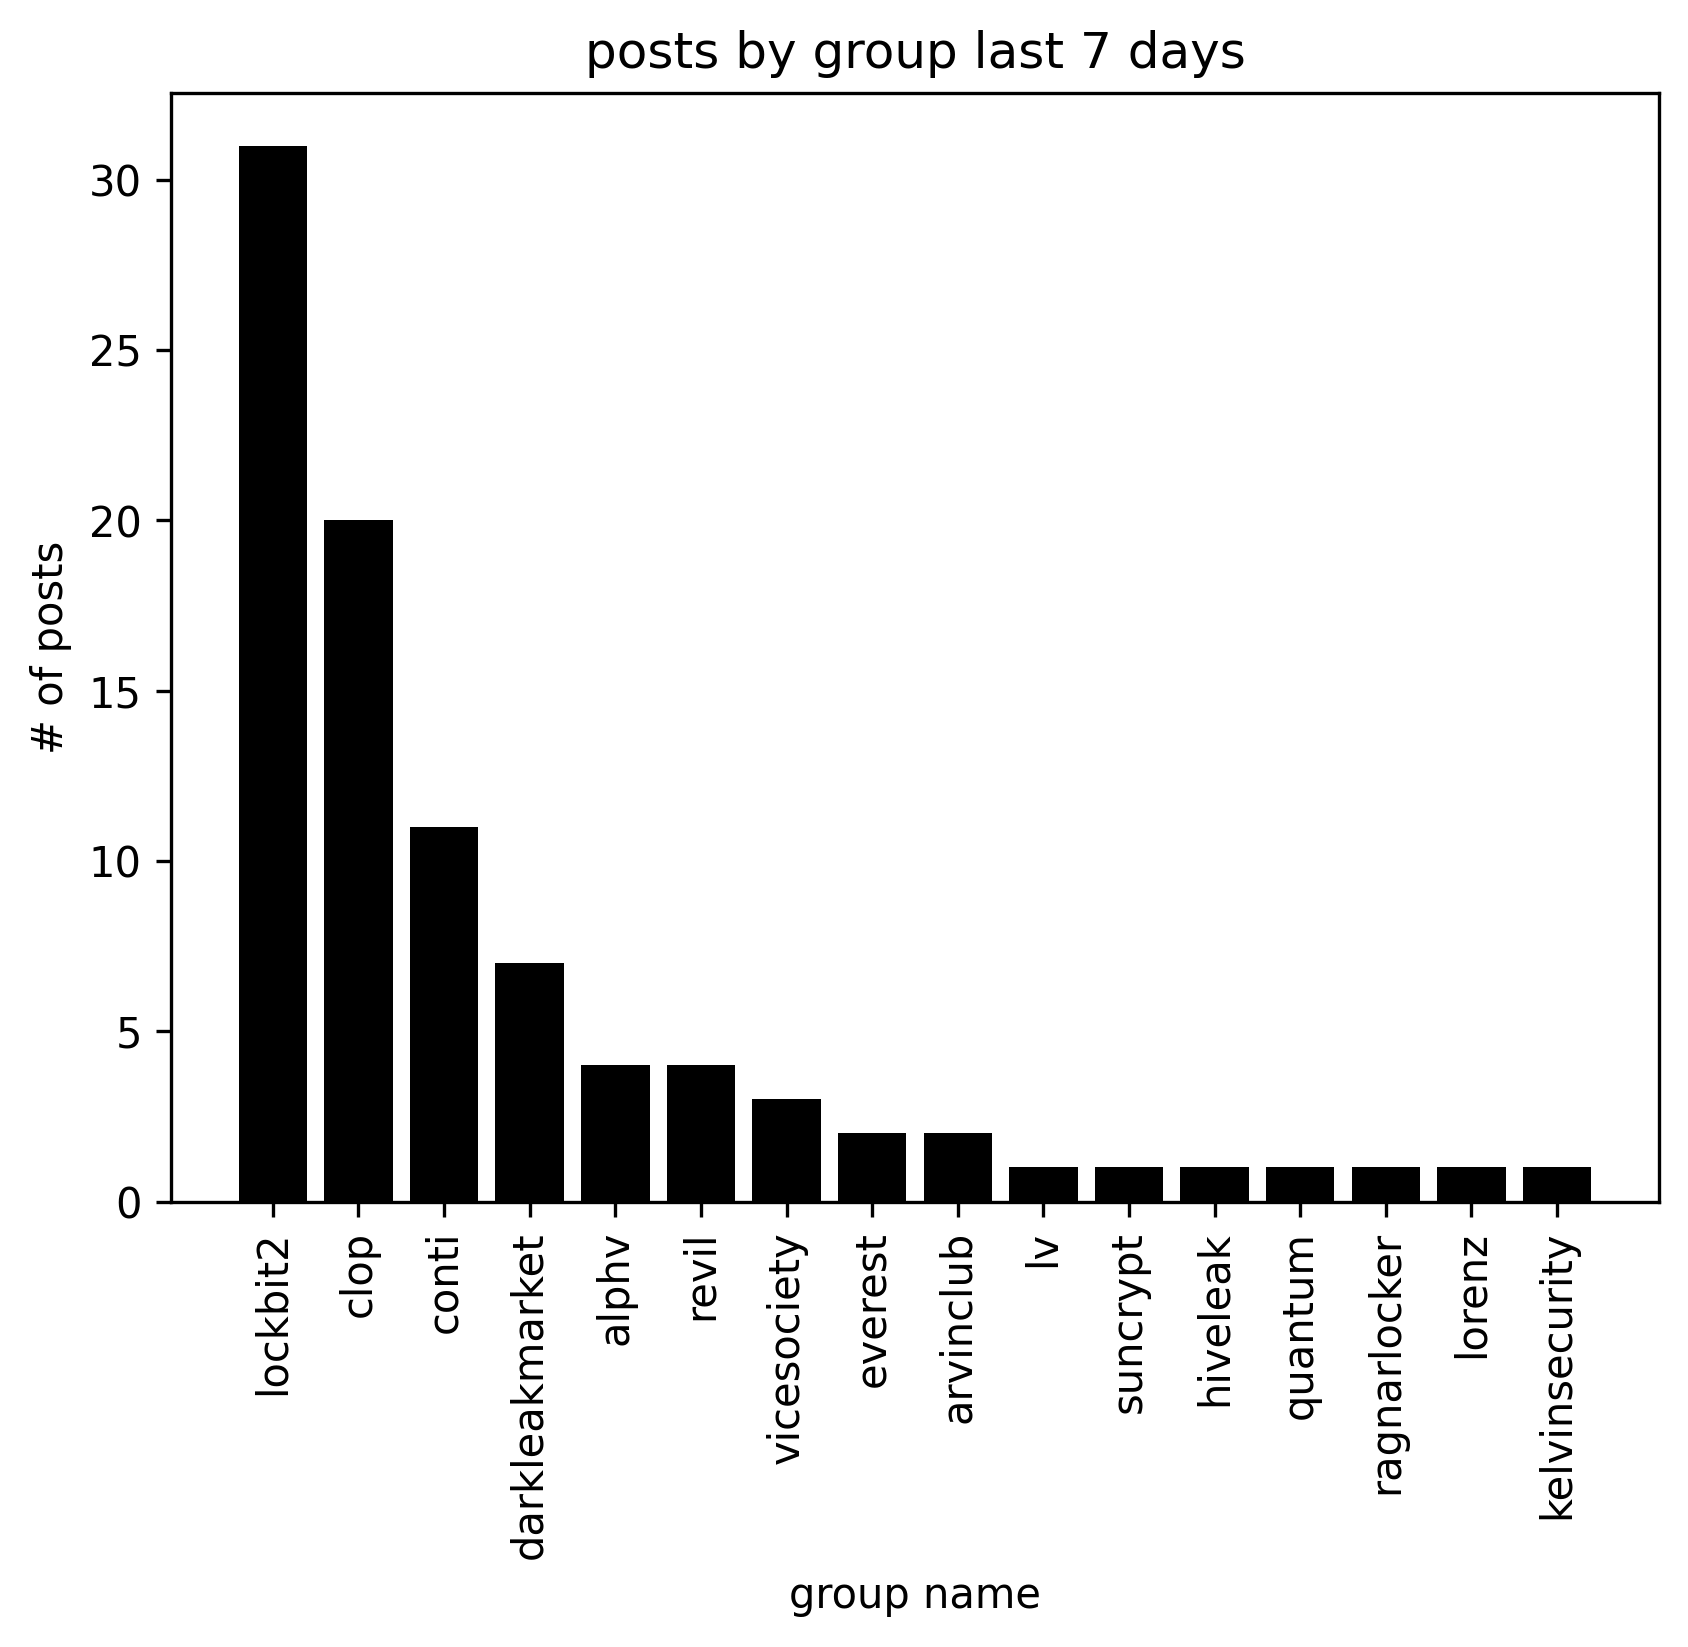 posts by group last 7 days
# of posts
30
25
20
15
10
5
0
lockbit2
clop
conti
darkleakmarket
alphv
revil
vicesociety
everest
arvinclub
lv
suncrypt
hiveleak
quantum
ragnarlocker
lorenz
kelvinsecurity
group name